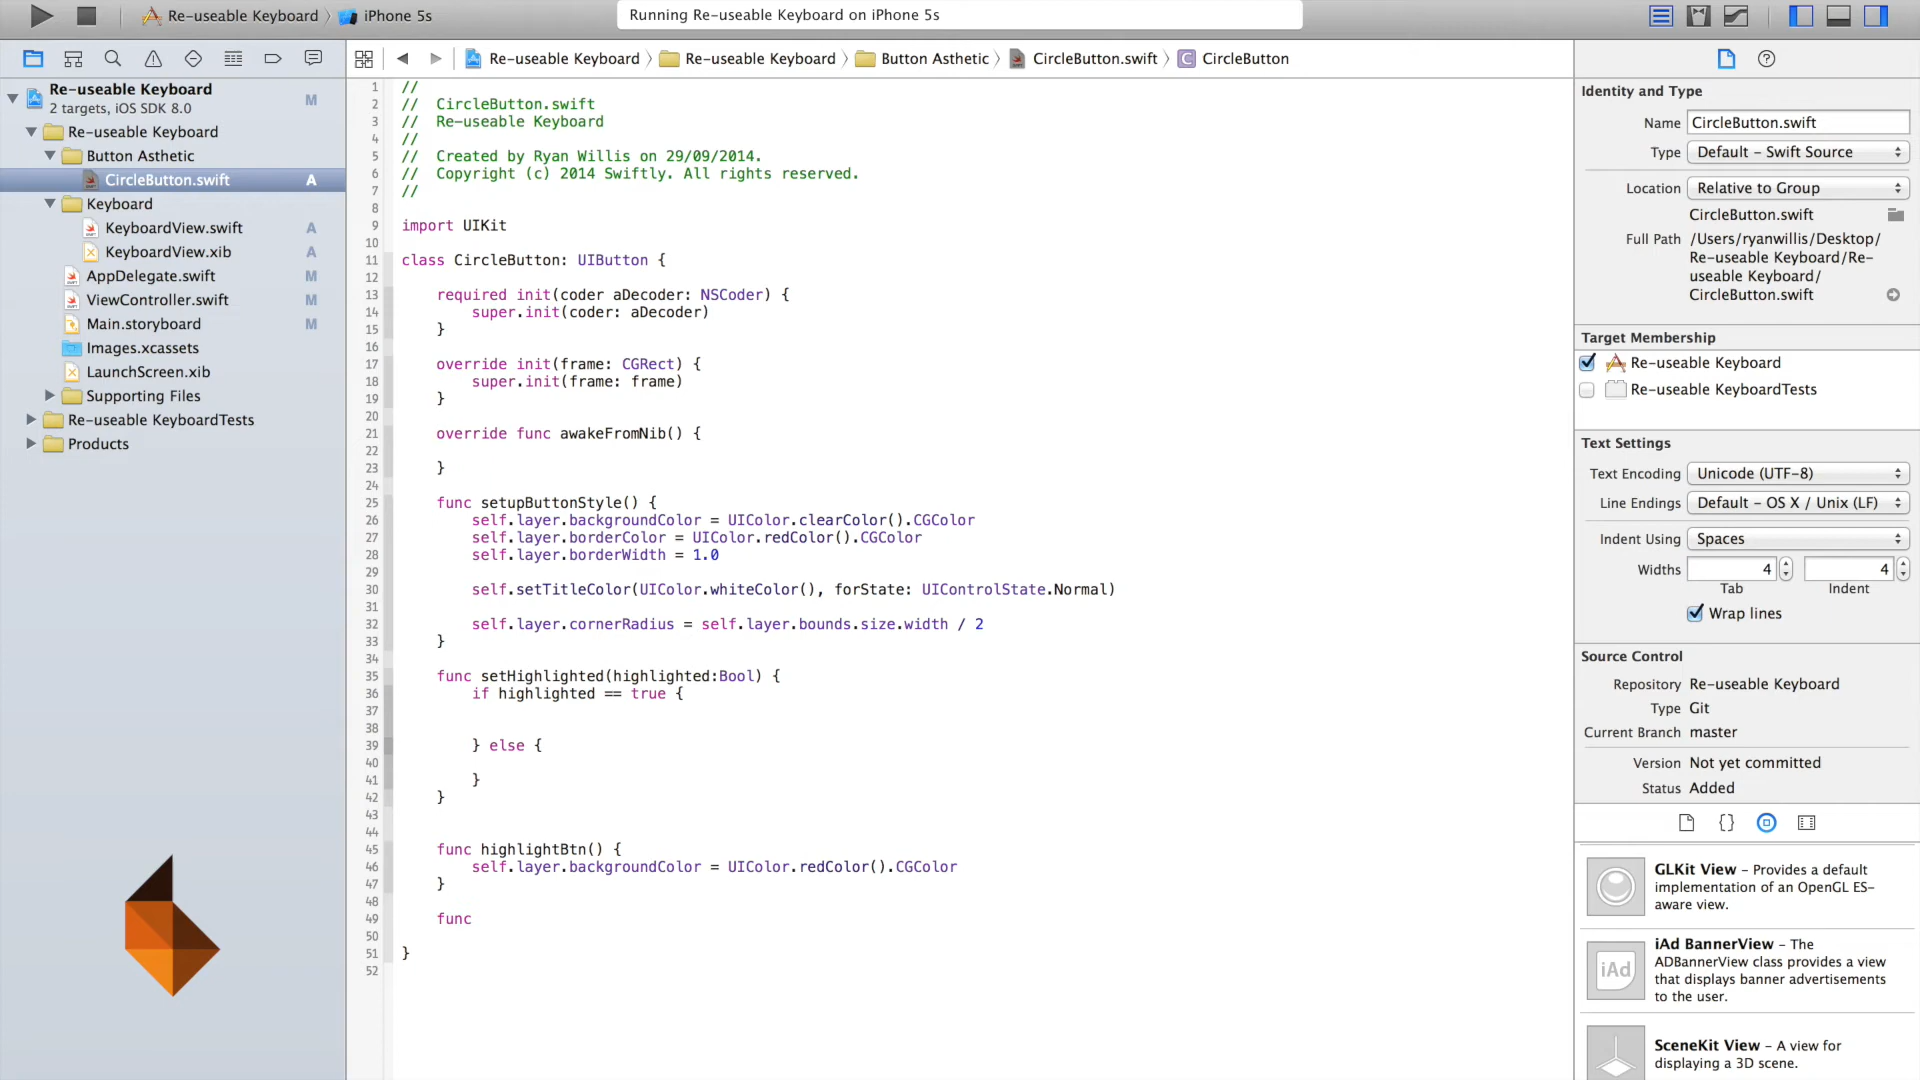 Re-useable Keyboard 〉 iPhone 5s
Running Re-useable Keyboard on iPhone 5s
Re-useable Keyboard
2 targets, iOS SDK 8.0
M
Re-useable Keyboard
Button Asthetic
CircleButton.swift A
Keyboard
KeyboardView.swift A
KeyboardView.xib A
AppDelegate.swift M
ViewController.swift M
Main.storyboard M
Images.xcassets
LaunchScreen.xib
Supporting Files
Re-useable KeyboardTests
Products
Re-useable Keyboard 〉 Re-useable Keyboard 〉 Button Asthetic 〉 CircleButton.swift 〉 C CircleButton
1 //
2 //  CircleButton.swift
3 //  Re-useable Keyboard
4 //
5 //  Created by Ryan Willis on 29/09/2014.
6 //  Copyright (c) 2014 Swiftly. All rights reserved.
7 //
8
9 import UIKit
10
11 class CircleButton: UIButton {
12
13     required init(coder aDecoder: NSCoder) {
14         super.init(coder: aDecoder)
15     }
16
17     override init(frame: CGRect) {
18         super.init(frame: frame)
19     }
20
21     override func awakeFromNib() {
22
23     }
24
25     func setupButtonStyle() {
26         self.layer.backgroundColor = UIColor.clearColor().CGColor
27         self.layer.borderColor = UIColor.redColor().CGColor
28         self.layer.borderWidth = 1.0
29
30         self.setTitleColor(UIColor.whiteColor(), forState: UIControlState.Normal)
31
32         self.layer.cornerRadius = self.layer.bounds.size.width / 2
33     }
34
35     func setHighlighted(highlighted:Bool) {
36         if highlighted == true {
37
38
39         } else {
40
41         }
42     }
43
44
45     func highlightBtn() {
46         self.layer.backgroundColor = UIColor.redColor().CGColor
47     }
48
49     func
50
51 }
52
Identity and Type
Name CircleButton.swift
Type Default - Swift Source
Location Relative to Group
CircleButton.swift
Full Path /Users/ryanwillis/Desktop/
Re-useable Keyboard/Re-
useable Keyboard/
CircleButton.swift
Target Membership
Re-useable Keyboard
Re-useable KeyboardTests
Text Settings
Text Encoding Unicode (UTF-8)
Line Endings Default - OS X / Unix (LF)
Indent Using Spaces
Widths 4 4
Tab Indent
Wrap lines
Source Control
Repository Re-useable Keyboard
Type Git
Current Branch master
Version Not yet committed
Status Added
{}
GLKit View - Provides a default
implementation of an OpenGL ES-
aware view.
iAd
iAd BannerView - The
ADBannerView class provides a view
that displays banner advertisements
to the user.
SceneKit View - A view for
displaying a 3D scene.